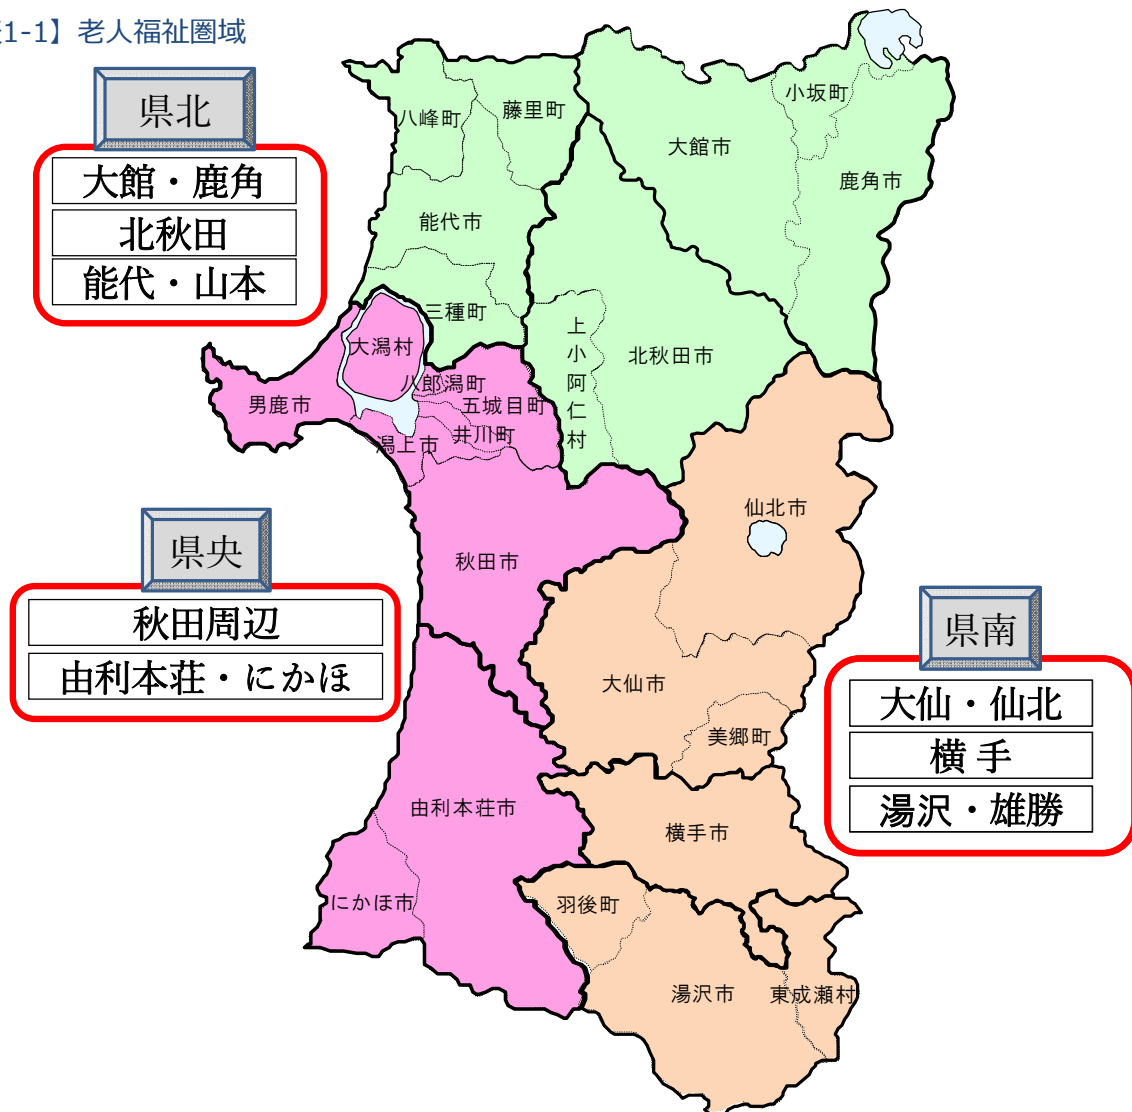 1-1】老人福祉圏域
県北
大館・鹿角
北秋田
能代・山本
八峰町
藤里町
大館市
小坂町
鹿角市
能代市
三種町
大潟村
上小阿仁村
北秋田市
男鹿市
八郎潟町
五城目町
井川町
潟上市
仙北市
秋田市
県央
秋田周辺
由利本荘・にかほ
県南
大仙・仙北
横 手
湯沢・雄勝
大仙市
美郷町
由利本荘市
横手市
にかほ市
羽後町
湯沢市
東成瀬村